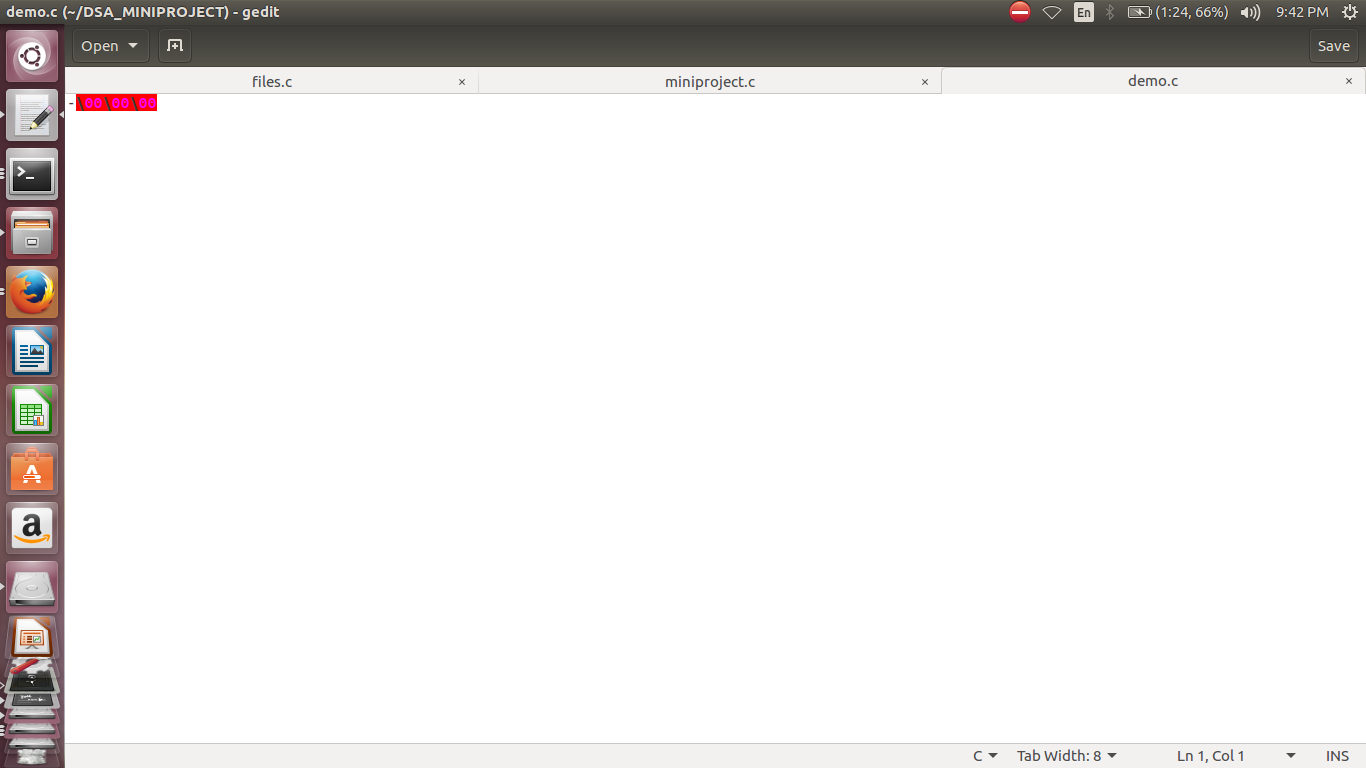 demo.c (~/DSA_MINIPROJECT) - gedit
En
(1:24, 66%)
9:42 PM
Open
Save
files.c
×
miniproject.c
×
demo.c
×
-\00\00\00
C
Tab Width: 8
Ln 1, Col 1
INS